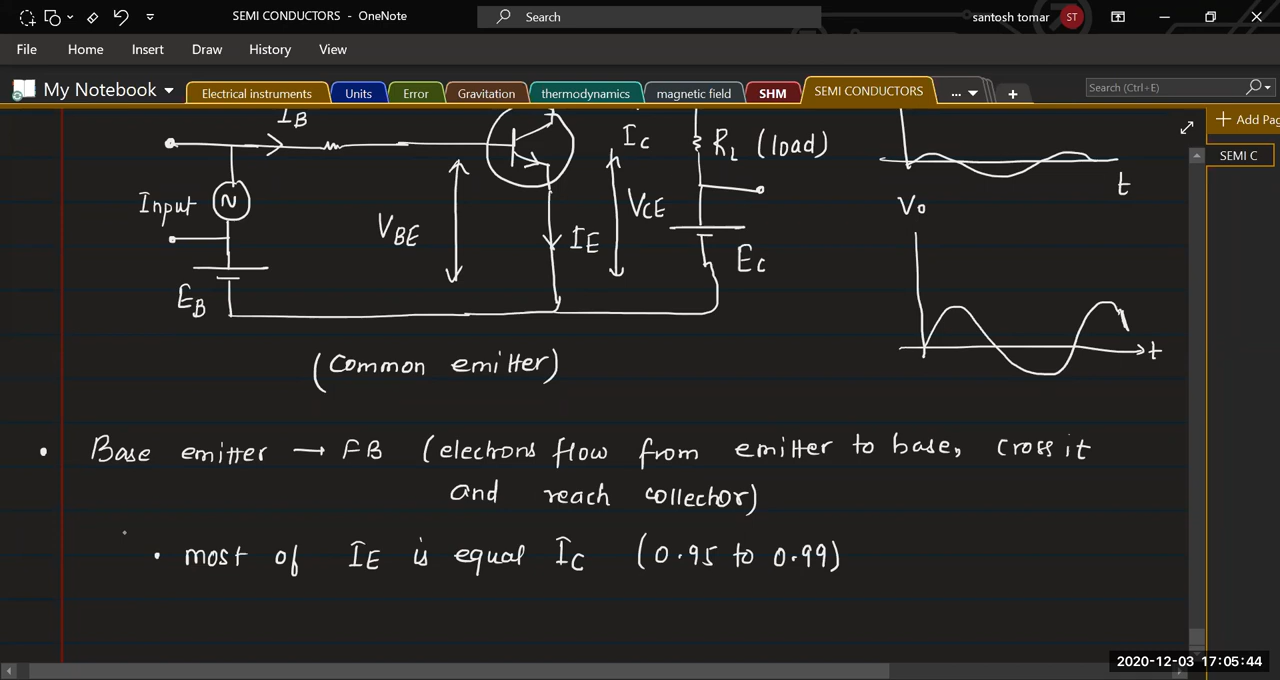 SEMI CONDUCTORS - OneNote
Search
santosh tomar
ST
File Home Insert Draw History View
My Notebook
Electrical instruments
Units
Error
Gravitation
thermodynamics
magnetic field
SHM
SEMI CONDUCTORS
...
Search (Ctrl+E)
Add Pag
SEMI C
IB
IC
RL (load)
t
Input
VBE
VCE
IE
EB
EC
Vo
t
(Common emitter)
• Base emitter → FB (electrons flow from emitter to base, cross it
and reach collector)
• most of IE is equal IC (0.95 to 0.99)
2020-12-03 17:05:44